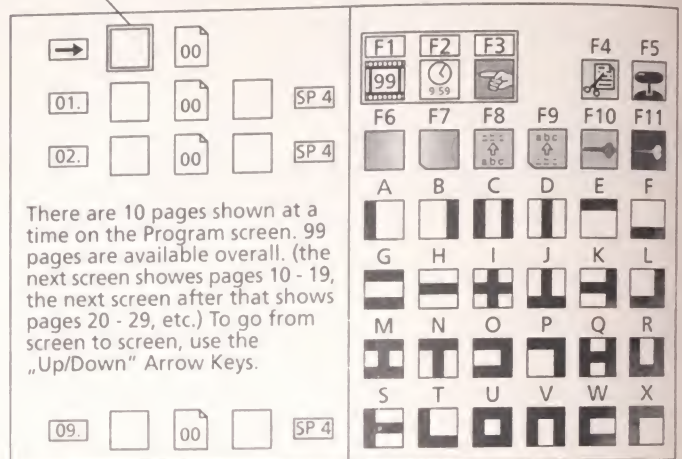 00
01. 00 SP 4
02. 00 SP 4
There are 10 pages shown at a
time on the Program screen. 99
pages are available overall. (the
next screen showes pages 10 - 19,
the next screen after that shows
pages 20 - 29, etc.) To go from
screen to screen, use the
„Up/Down" Arrow Keys.
09. 00 SP 4
F1 F2 F3 F4 F5
99 9 59
F6 F7 F8 F9 F10 F11
abc abc
A B C D E F
G H I J K L
M N O P Q R
S T U V W X